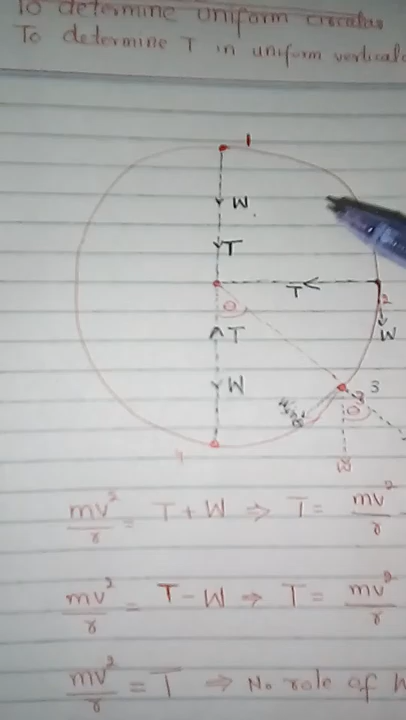 To determine uniform circular
To determine T in uniform vertical
1
W
T
T
2
W
θ
T
W
3
θ
W
4
mv²/r = T + W ⇒ T = mv²/r -
mv²/r = T - W ⇒ T = mv²/r
mv²/r = T ⇒ No role of W